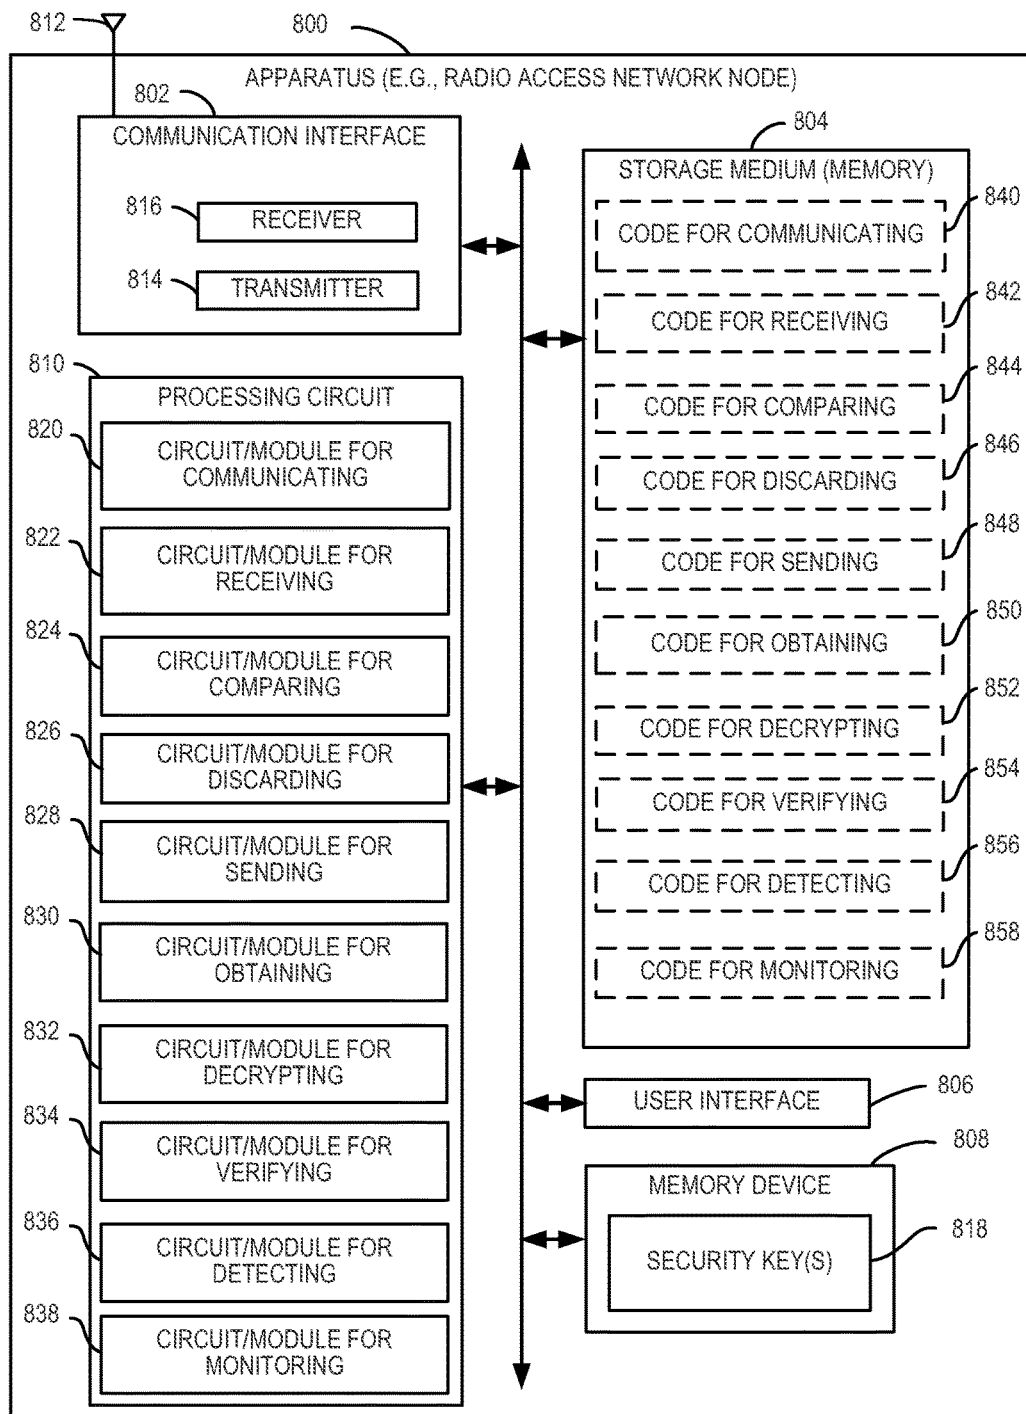 812
800
APPARATUS (E.G., RADIO ACCESS NETWORK NODE)
802
COMMUNICATION INTERFACE
816
RECEIVER
814
TRANSMITTER
810
PROCESSING CIRCUIT
820
CIRCUIT/MODULE FOR
COMMUNICATING
822
CIRCUIT/MODULE FOR
RECEIVING
824
CIRCUIT/MODULE FOR
COMPARING
826
CIRCUIT/MODULE FOR
DISCARDING
828
CIRCUIT/MODULE FOR
SENDING
830
CIRCUIT/MODULE FOR
OBTAINING
832
CIRCUIT/MODULE FOR
DECRYPTING
834
CIRCUIT/MODULE FOR
VERIFYING
836
CIRCUIT/MODULE FOR
DETECTING
838
CIRCUIT/MODULE FOR
MONITORING
804
STORAGE MEDIUM (MEMORY)
840
CODE FOR COMMUNICATING
842
CODE FOR RECEIVING
844
CODE FOR COMPARING
846
CODE FOR DISCARDING
848
CODE FOR SENDING
850
CODE FOR OBTAINING
852
CODE FOR DECRYPTING
854
CODE FOR VERIFYING
856
CODE FOR DETECTING
858
CODE FOR MONITORING
806
USER INTERFACE
808
MEMORY DEVICE
818
SECURITY KEY(S)